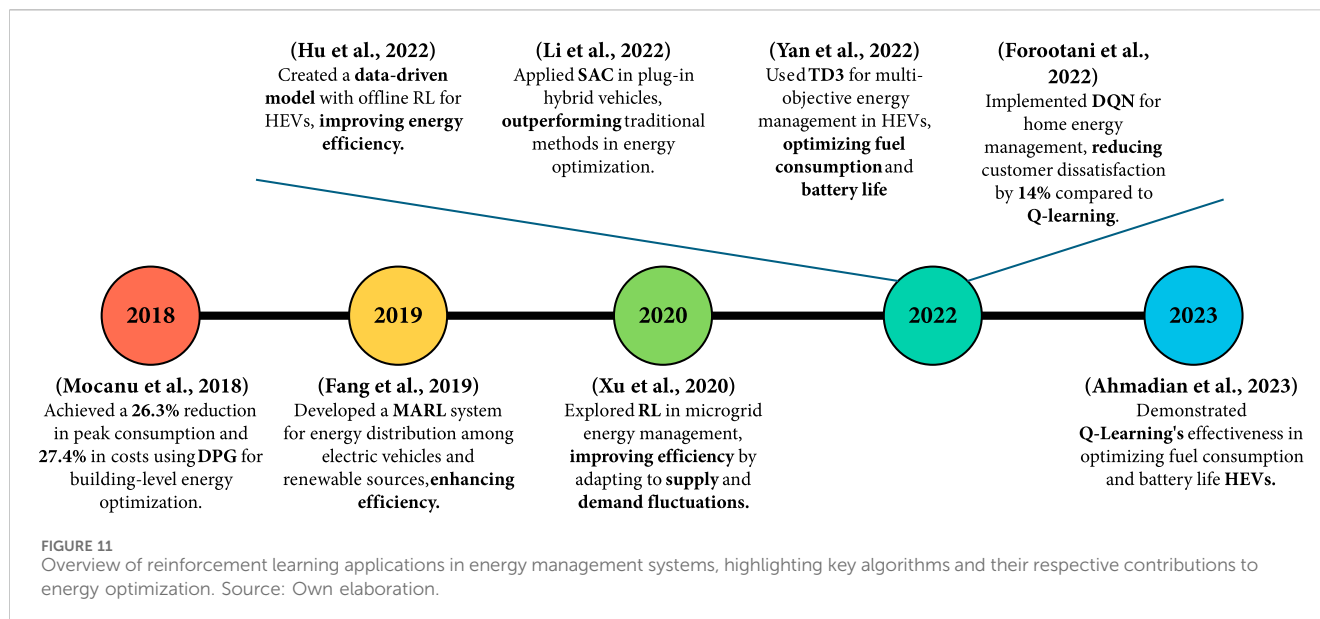 (Hu et al., 2022)
Created a data-driven
model with offline RL for
HEVs, improving energy
efficiency.
(Li et al., 2022)
Applied SAC in plug-in
hybrid vehicles,
outperforming traditional
methods in energy
optimization.
(Yan et al., 2022)
Used TD3 for multi-
objective energy
management in HEVs,
optimizing fuel
consumption and
battery life
(Forootani et al.,
2022)
Implemented DQN for
home energy
management, reducing
customer dissatisfaction
by 14% compared to
Q-learning.
2018
2019
2020
2022
2023
(Mocanu et al., 2018)
Achieved a 26.3% reduction
in peak consumption and
27.4% in costs using DPG for
building-level energy
optimization.
(Fang et al., 2019)
Developed a MARL system
for energy distribution among
electric vehicles and
renewable sources, enhancing
efficiency.
(Xu et al., 2020)
Explored RL in microgrid
energy management,
improving efficiency by
adapting to supply and
demand fluctuations.
(Ahmadian et al., 2023)
Demonstrated
Q-Learning's effectiveness in
optimizing fuel consumption
and battery life HEVs.
FIGURE 11
Overview of reinforcement learning applications in energy management systems, highlighting key algorithms and their respective contributions to
energy optimization. Source: Own elaboration.